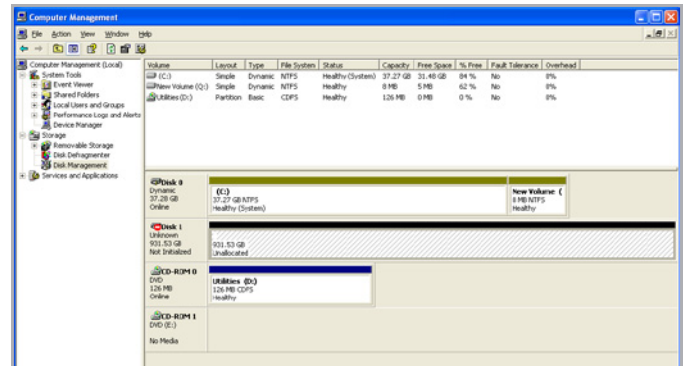 Computer Management
File Action View Window Help
Computer Management (Local)
System Tools
Event Viewer
Shared Folders
Local Users and Groups
Performance Logs and Alerts
Device Manager
Storage
Removable Storage
Disk Defragmenter
Disk Management
Services and Applications
Volume Layout Type File System Status Capacity Free Space % Free Fault Tolerance Overhead
(C:) Simple Dynamic NTFS Healthy (System) 37.27 GB 31.48 GB 84 % No 0%
New Volume (Q:) Simple Dynamic NTFS Healthy 8 MB 5 MB 62 % No 0%
Utilities (D:) Partition Basic CDFS Healthy 126 MB 0 MB 0 % No 0%
Disk 0
Dynamic
37.28 GB
Online
(C:)
37.27 GB NTFS
Healthy (System)
New Volume (
8 MB NTFS
Healthy
Disk 1
Unknown
931.53 GB
Not Initialized
931.53 GB
Unallocated
CD-ROM 0
DVD
126 MB
Online
Utilities (D:)
126 MB CDFS
Healthy
CD-ROM 1
DVD (E:)
No Media